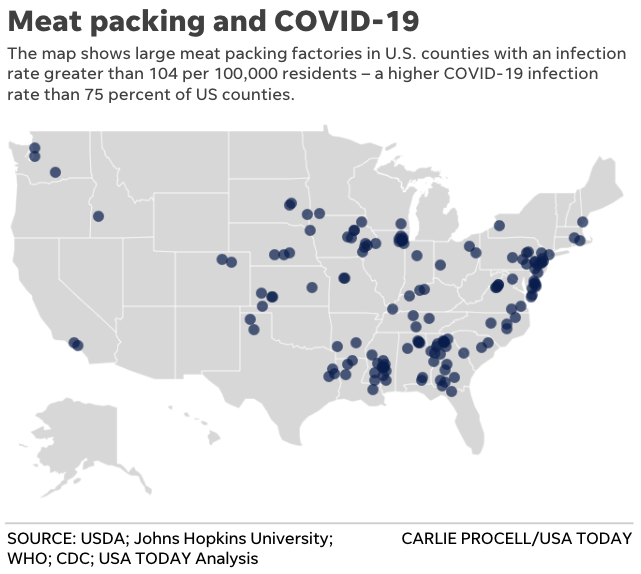 Meat packing and COVID-19
The map shows large meat packing factories in U.S. counties with an infection
rate greater than 104 per 100,000 residents – a higher COVID-19 infection
rate than 75 percent of US counties.
SOURCE: USDA; Johns Hopkins University;
WHO; CDC; USA TODAY Analysis
CARLIE PROCELL/USA TODAY